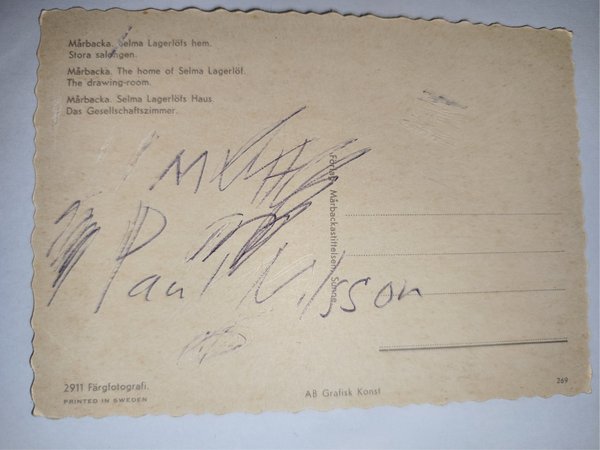 Mårbacka. Selma Lagerlöfs hem.
Stora salongen.
Mårbacka. The home of Selma Lagerlöf.
The drawing-room.
Mårbacka. Selma Lagerlöfs Haus.
Das Gesellschaftszimmer.
Förlag: Mårbackastiftelsen, Sunne
Paul Nilsson
2911 Färgfotografi.
PRINTED IN SWEDEN
AB Grafisk Konst
269